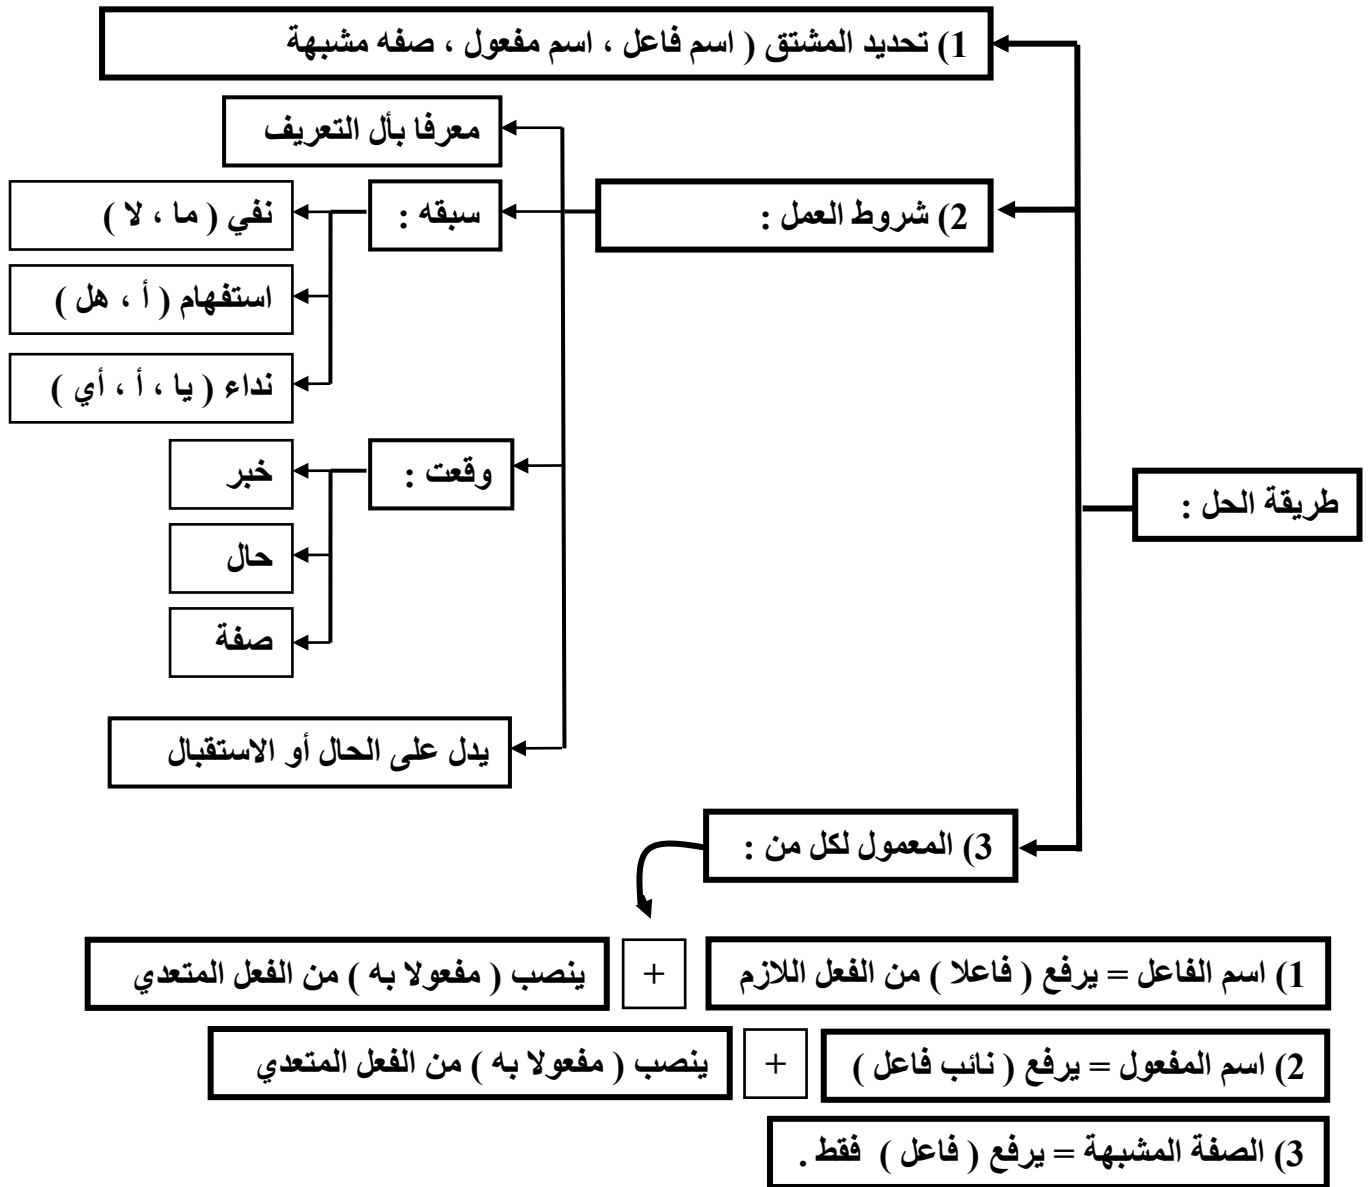 1) تحديد المشتق ( اسم فاعل ، اسم مفعول ، صفه مشبهة
معرفا بأل التعريف
2) شروط العمل :
سبقه :
نفي ( ما ، لا )
استفهام ( أ ، هل )
نداء ( يا ، أ ، أي )
وقعت :
خبر
طريقة الحل :
حال
صفة
يدل على الحال أو الاستقبال
3) المعمول لكل من :
1) اسم الفاعل = يرفع ( فاعلا ) من الفعل اللازم + ينصب ( مفعولا به ) من الفعل المتعدي
2) اسم المفعول = يرفع ( نائب فاعل ) + ينصب ( مفعولا به ) من الفعل المتعدي
3) الصفة المشبهة = يرفع ( فاعل ) فقط .